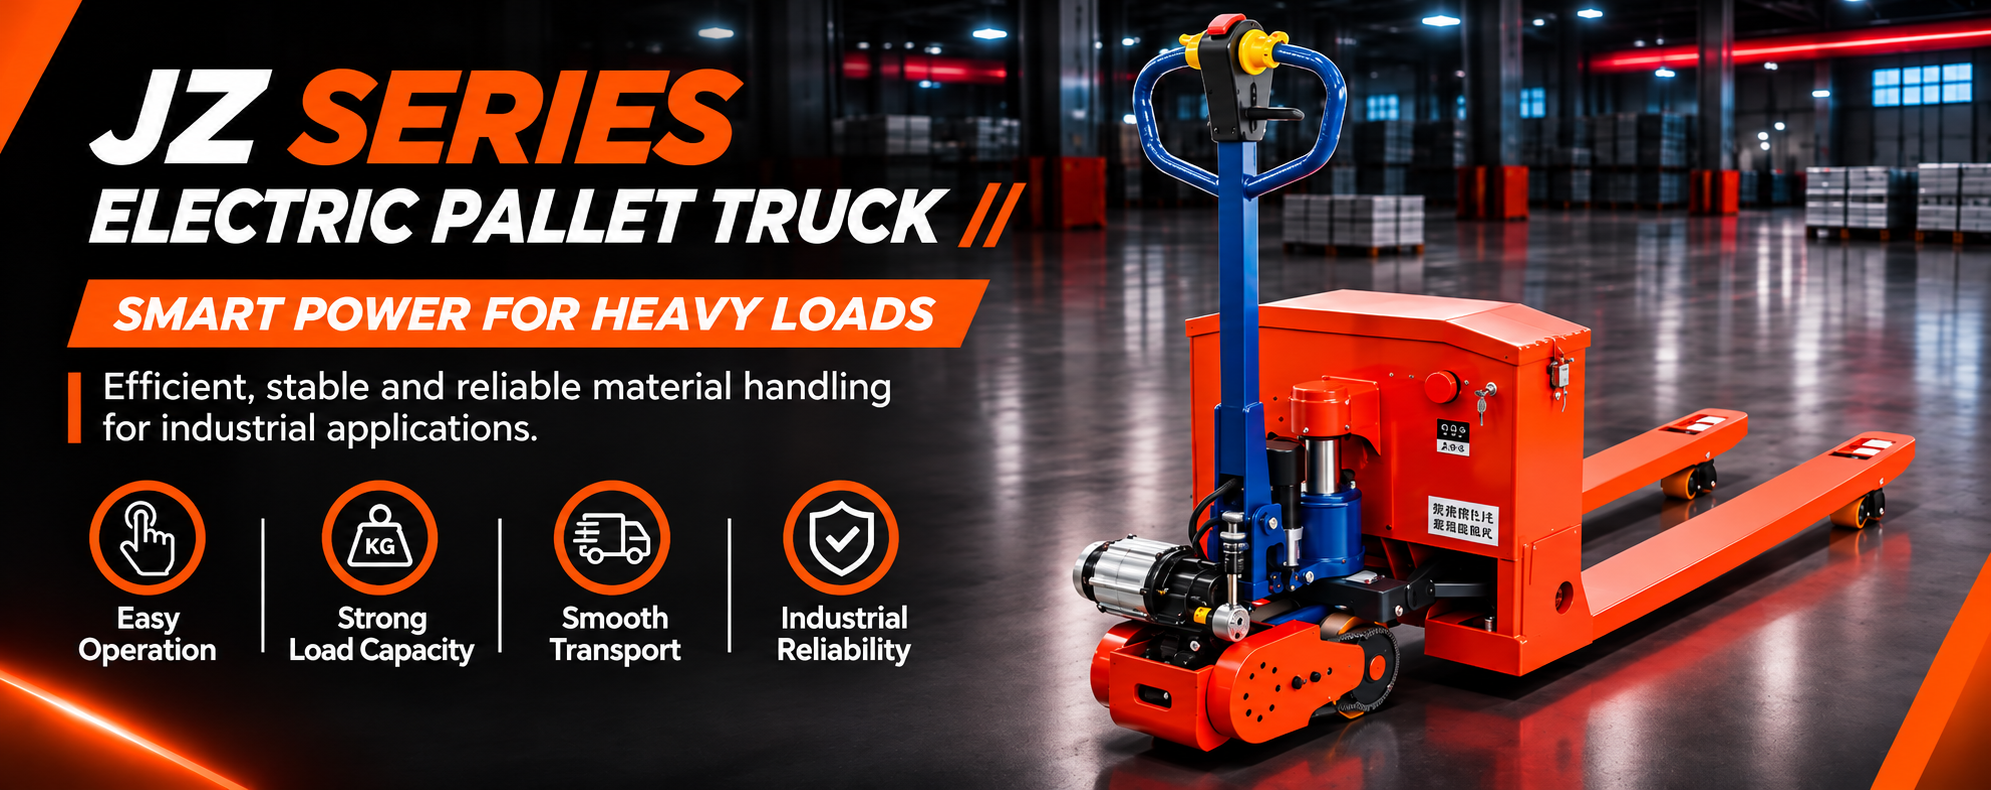 JZ SERIES
ELECTRIC PALLET TRUCK //
SMART POWER FOR HEAVY LOADS
Efficient, stable and reliable material handling
for industrial applications.
KG
Easy
Operation
Strong
Load Capacity
Smooth
Transport
Industrial
Reliability